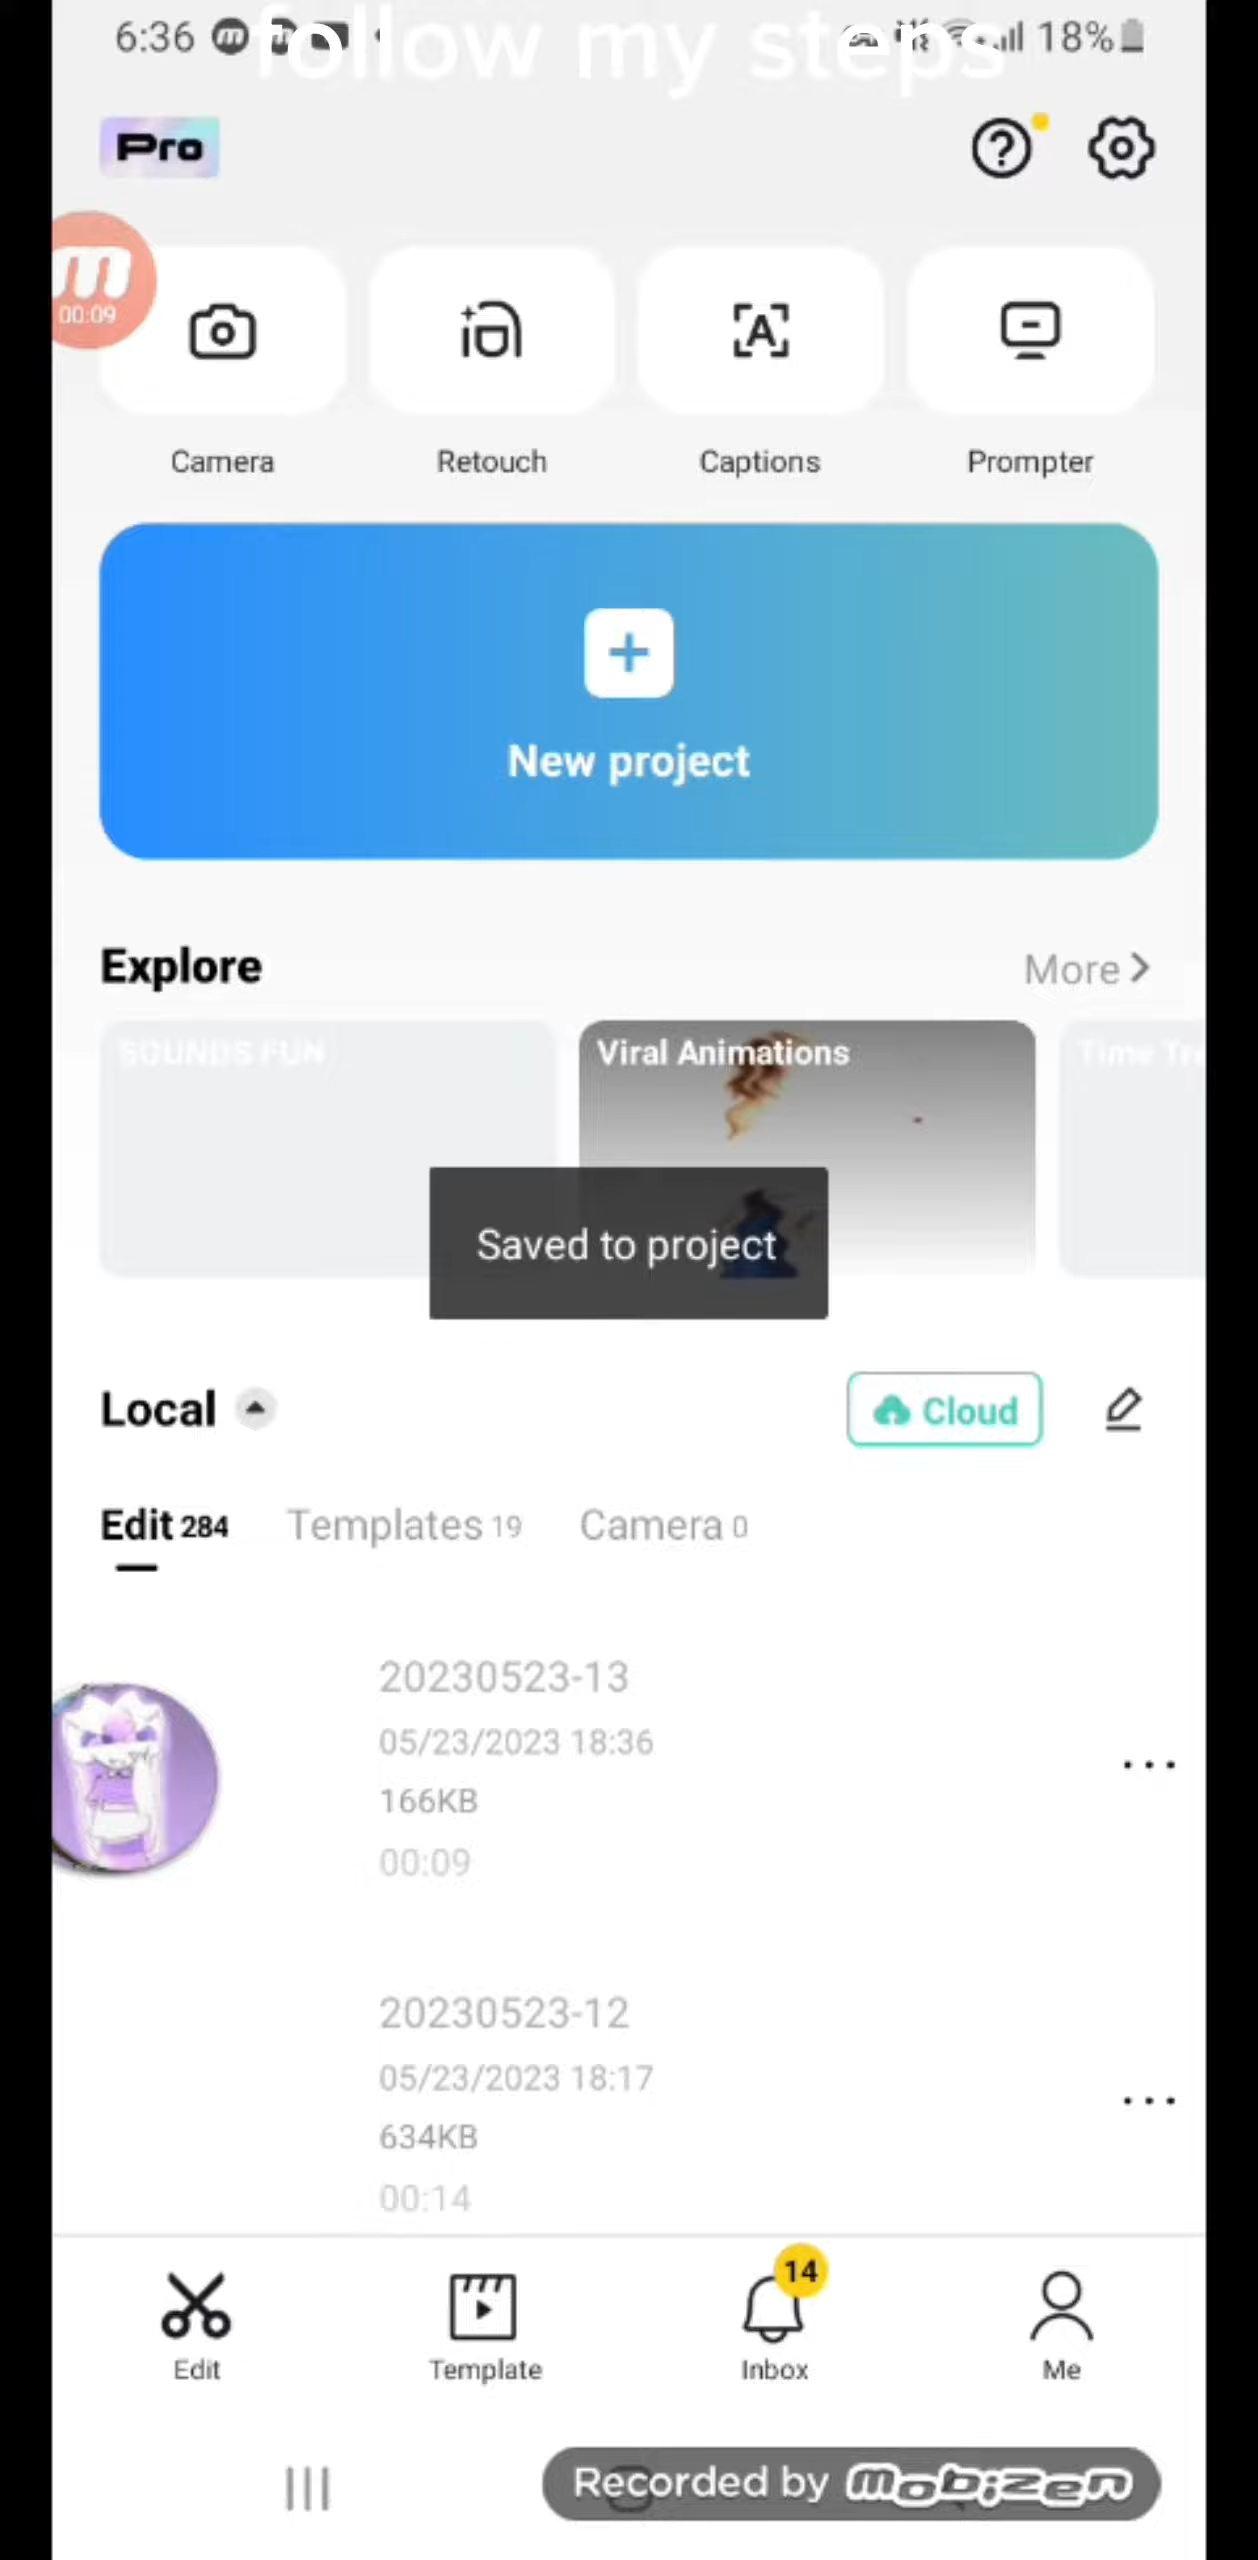 6:36
18%
follow my steps
Pro
00:09
Camera
Retouch
Captions
Prompter
New project
Explore
More
SOUNDS FUN
Viral Animations
Saved to project
Local
Cloud
Edit 284
Templates 19
Camera 0
20230523-13
05/23/2023 18:36
166KB
00:09
20230523-12
05/23/2023 18:17
634KB
00:14
14
Edit
Template
Inbox
Me
Recorded by mobizen